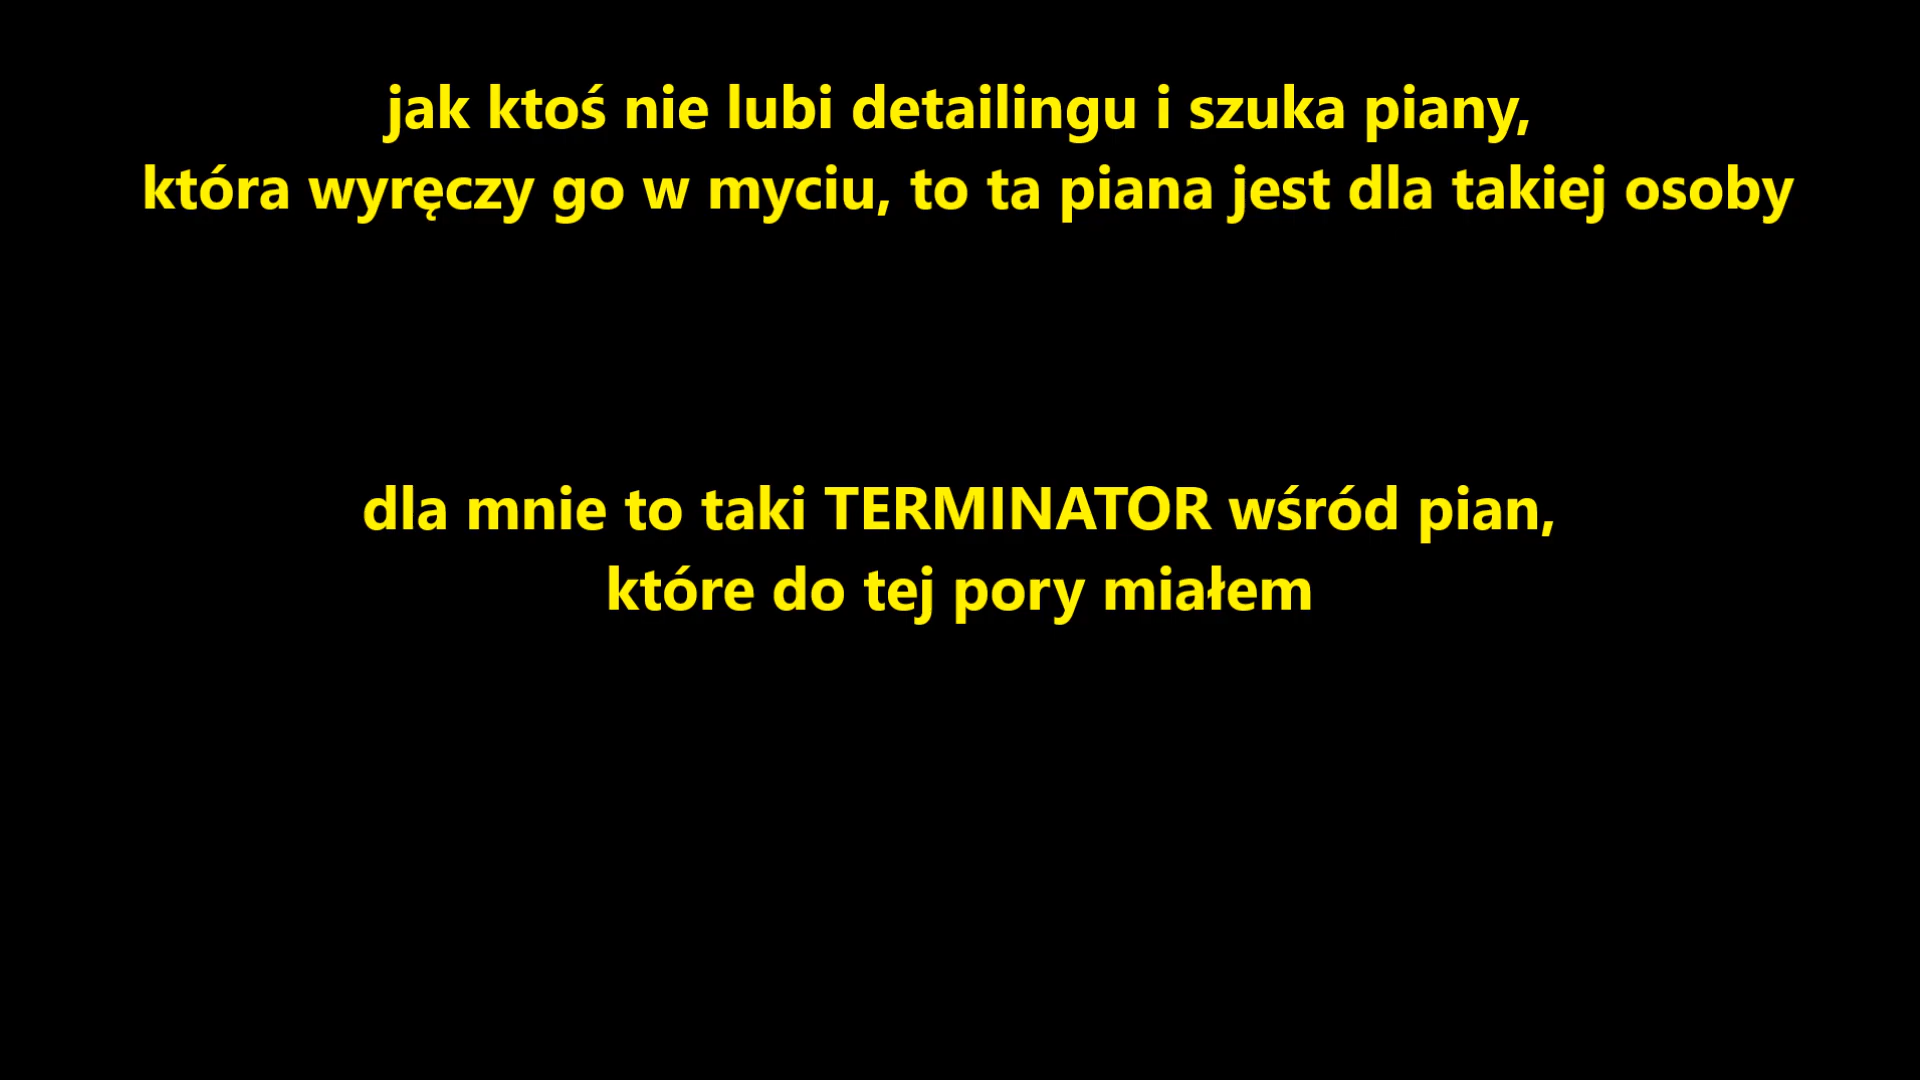 jak ktoś nie lubi detailingu i szuka piany,
która wyręczy go w myciu, to ta piana jest dla takiej osoby
dla mnie to taki TERMINATOR wśród pian,
które do tej pory miałem